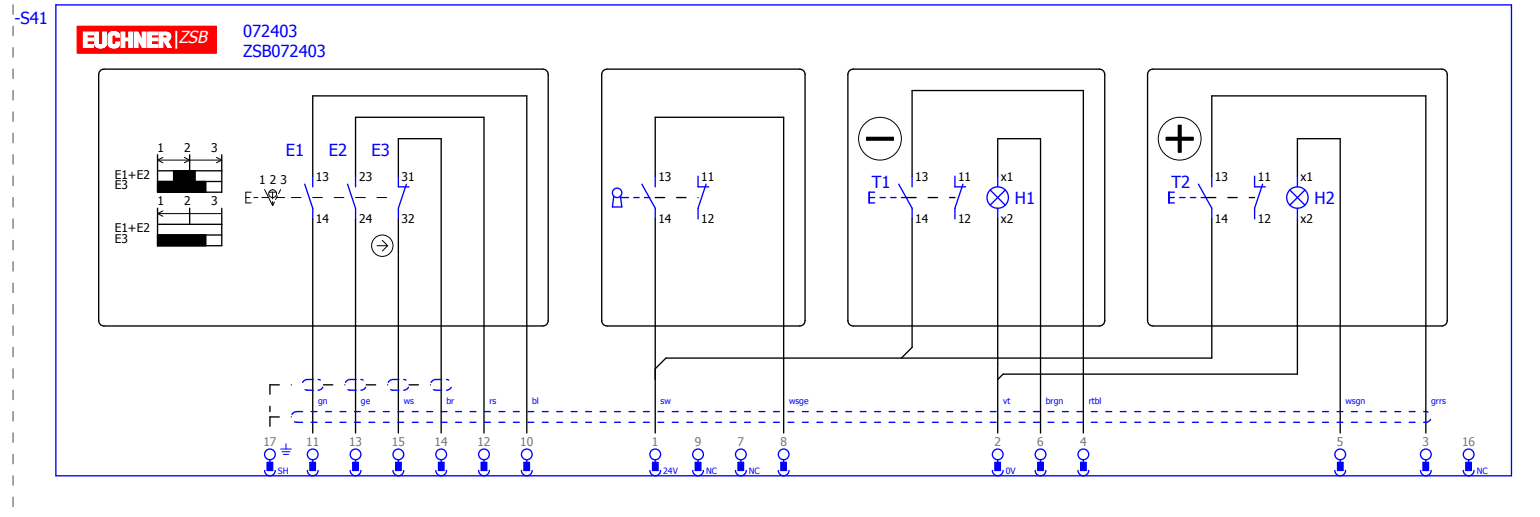 -S41
EUCHNER ZSB
072403
ZSB072403
1 2 3
E1+E2
E3
1 2 3
E1+E2
E3
E1 E2 E3
1 2 3
E
13 23 31
14 24 32
13 11
14 12
T1
E
13 11 x1
H1
14 12 x2
T2
E
13 11 x1
H2
14 12 x2
gn ge ws br rs bl sw wsge vt brgn rtbl wsgn grrs
17 11 13 15 14 12 10 1 9 7 8 2 6 4 5 3 16
SH 24V NC NC 0V NC